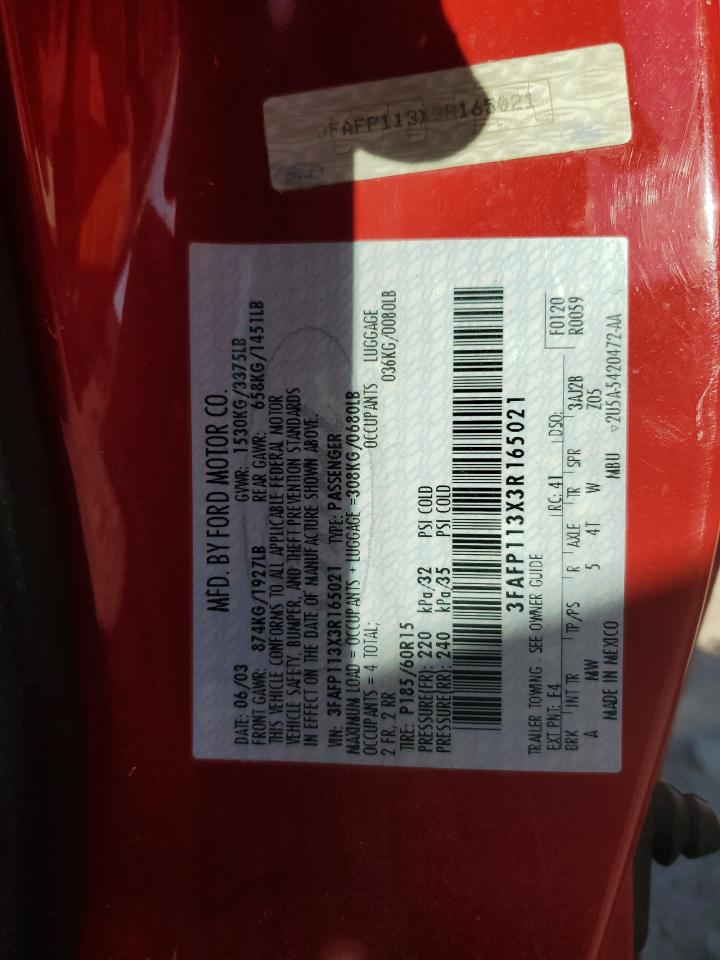 3FAFP113X3R165021
Ford
MFD. BY FORD MOTOR CO.
DATE: 06/03 GVWR: 1530KG/3375LB
FRONT GAWR: 874KG/1927LB REAR GAWR: 658KG/1451LB
THIS VEHICLE CONFORMS TO ALL APPLICABLE FEDERAL MOTOR
VEHICLE SAFETY, BUMPER, AND THEFT PREVENTION STANDARDS
IN EFFECT ON THE DATE OF MANUFACTURE SHOWN ABOVE.
VIN: 3FAFP113X3R165021 TYPE: PASSENGER
MAXIMUM LOAD = OCCUPANTS + LUGGAGE =308KG/0680LB
OCCUPANTS = 4 TOTAL; OCCUPANTS LUGGAGE
2 FR, 2 RR 036KG/0080LB
TIRE: P185/60R15
PRESSURE(FR): 220 kPa/32 PSI COLD
PRESSURE(RR): 240 kPa/35 PSI COLD
3FAFP113X3R165021
TRAILER TOWING - SEE OWNER GUIDE F0120
EXT PNT: E4 RC: 41 DSO: R0059
BRK INT TR TP/PS R AXLE TR SPR 3AJ2B
A MW 5 4T W Z05
MADE IN MEXICO MBU ▽2U5A-5420472-AA